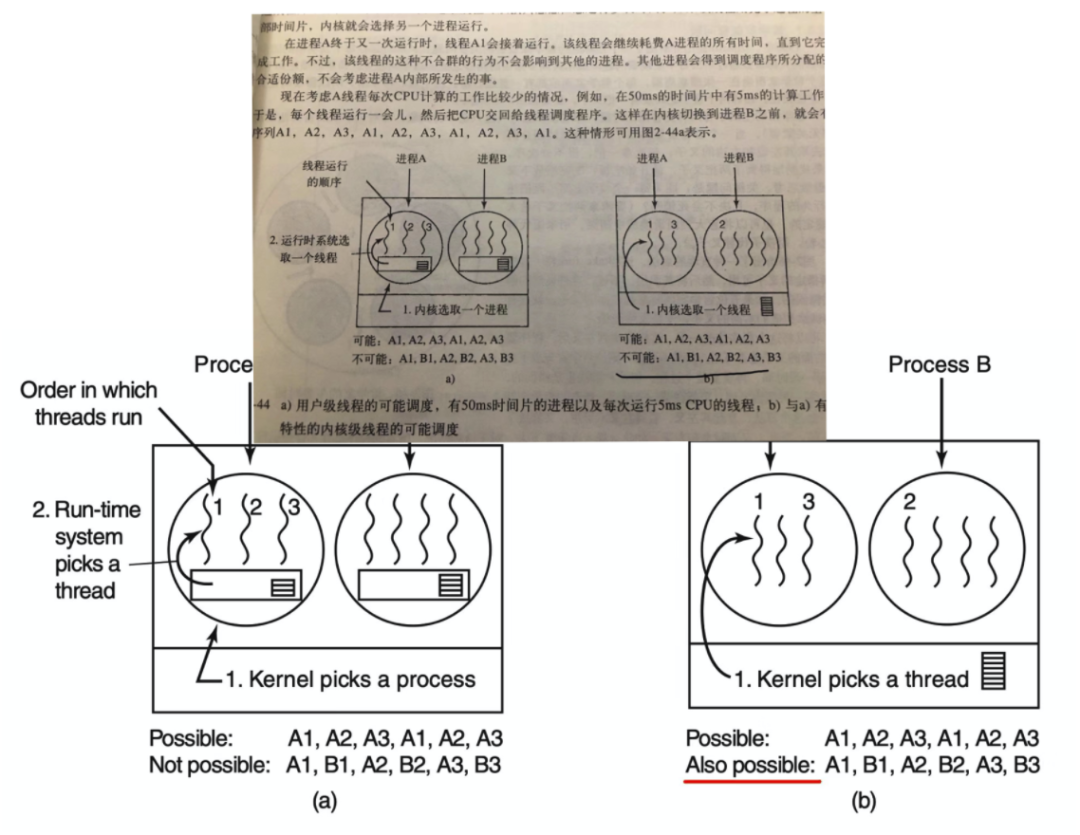 部时间片，内核就会选择另一个进程运行。
在进程A终于又一次运行时，线程A1会接着运行。该线程会继续耗费A进程的所有时间，直到它完
成工作。不过，该线程的这种不合群的行为不会影响到其他的进程。其他进程会得到调度程序所分配的
合适份额，不会考虑进程A内部所发生的事。
现在考虑A线程每次CPU计算的工作比较少的情况，例如，在50ms的时间片中有5ms的计算工作
于是，每个线程运行一会儿，然后把CPU交回给线程调度程序。这样在内核切换到进程B之前，就会有
序列A1，A2，A3，A1，A2，A3，A1，A2，A3，A1。这种情形可用图2-44a表示。
线程运行
的顺序
进程A
进程B
1 2 3
2. 运行时系统选
取一个线程
1. 内核选取一个进程
可能：A1, A2, A3, A1, A2, A3
不可能：A1, B1, A2, B2, A3, B3
a)
进程A
进程B
1 3
2
1. 内核选取一个线程
可能：A1, A2, A3, A1, A2, A3
不可能：A1, B1, A2, B2, A3, B3
b)
-44 a) 用户级线程的可能调度，有50ms时间片的进程以及每次运行5ms CPU的线程；b) 与a) 有
特性的内核级线程的可能调度
Proce
Order in which
threads run
1 2 3
2. Run-time
system
picks a
thread
1. Kernel picks a process
Possible: A1, A2, A3, A1, A2, A3
Not possible: A1, B1, A2, B2, A3, B3
(a)
Process B
1 3
2
1. Kernel picks a thread
Possible: A1, A2, A3, A1, A2, A3
Also possible: A1, B1, A2, B2, A3, B3
(b)